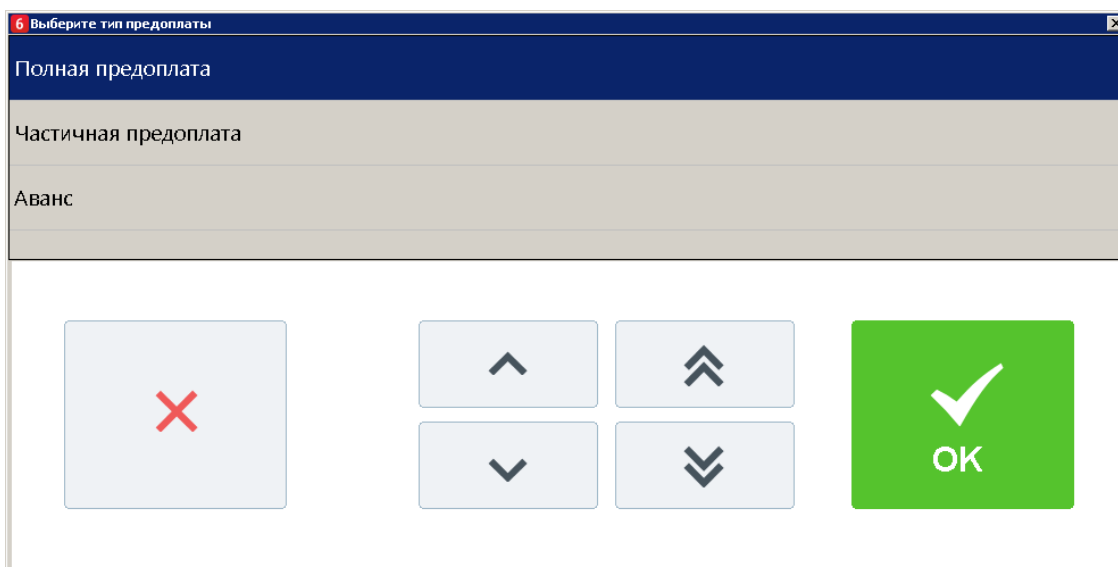 6 Выберите тип предоплаты
Полная предоплата
Частичная предоплата
Аванс
OK